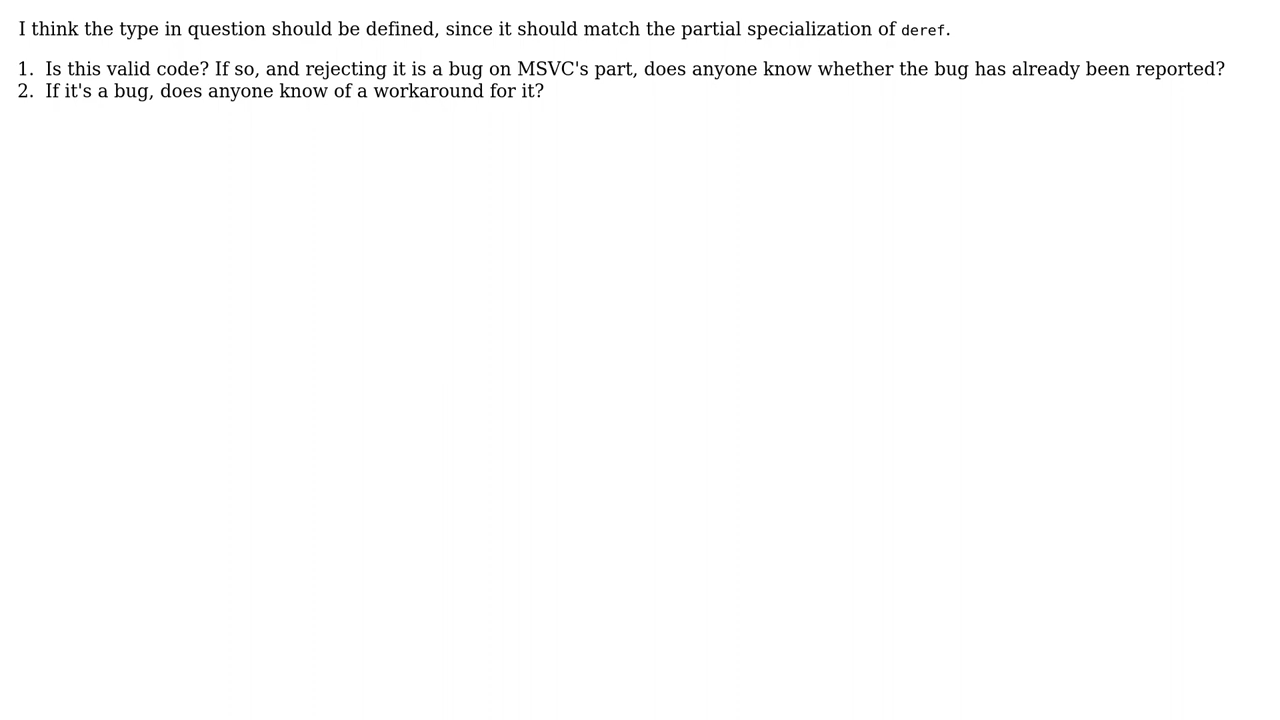 I think the type in question should be defined, since it should match the partial specialization of deref.
1. Is this valid code? If so, and rejecting it is a bug on MSVC's part, does anyone know whether the bug has already been reported?
2. If it's a bug, does anyone know of a workaround for it?